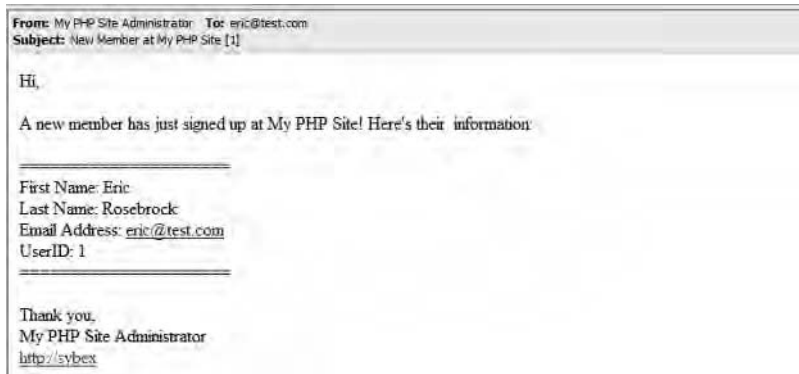 From: My PHP Site Administrator To: eric@test.com
Subject: New Member at My PHP Site [1]
Hi,
A new member has just signed up at My PHP Site! Here's their information:
==========================
First Name: Eric
Last Name: Rosebrock
Email Address: eric@test.com
UserID: 1
==========================
Thank you,
My PHP Site Administrator
http://sybex